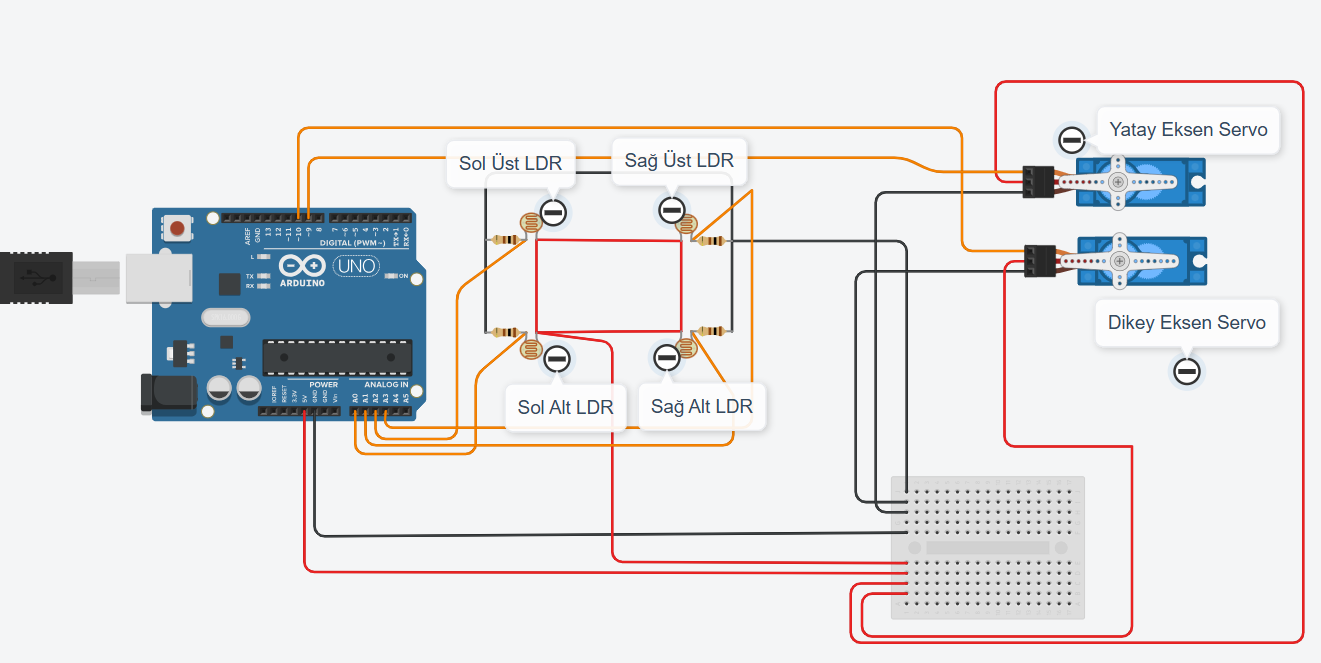 Yatay Eksen Servo
Sol Üst LDR
Sağ Üst LDR
AREF
GND
13
12
~11
~10
~9
8
7
~6
~5
4
~3
2
TX→1
RX←0
DIGITAL (PWM~)
L
TX
RX
ARDUINO
UNO
ON
Dikey Eksen Servo
Sol Alt LDR
Sağ Alt LDR
POWER
ANALOG IN
IOREF
RESET
3.3V
5V
GND
GND
Vin
A0
A1
A2
A3
A4
A5